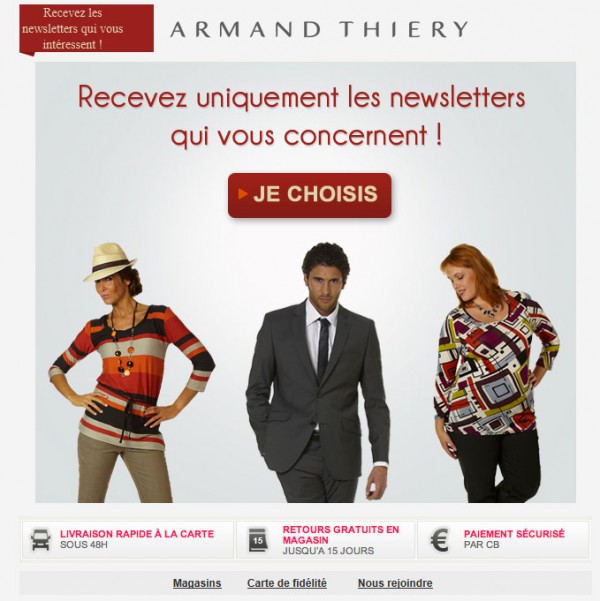 Recevez les
newsletters qui vous
intéressent !
ARMAND THIERY
Recevez uniquement les newsletters
qui vous concernent !
JE CHOISIS
LIVRAISON RAPIDE À LA CARTE
SOUS 48H
15
RETOURS GRATUITS EN
MAGASIN
JUSQU'A 15 JOURS
€
PAIEMENT SÉCURISÉ
PAR CB
Magasins Carte de fidélité Nous rejoindre